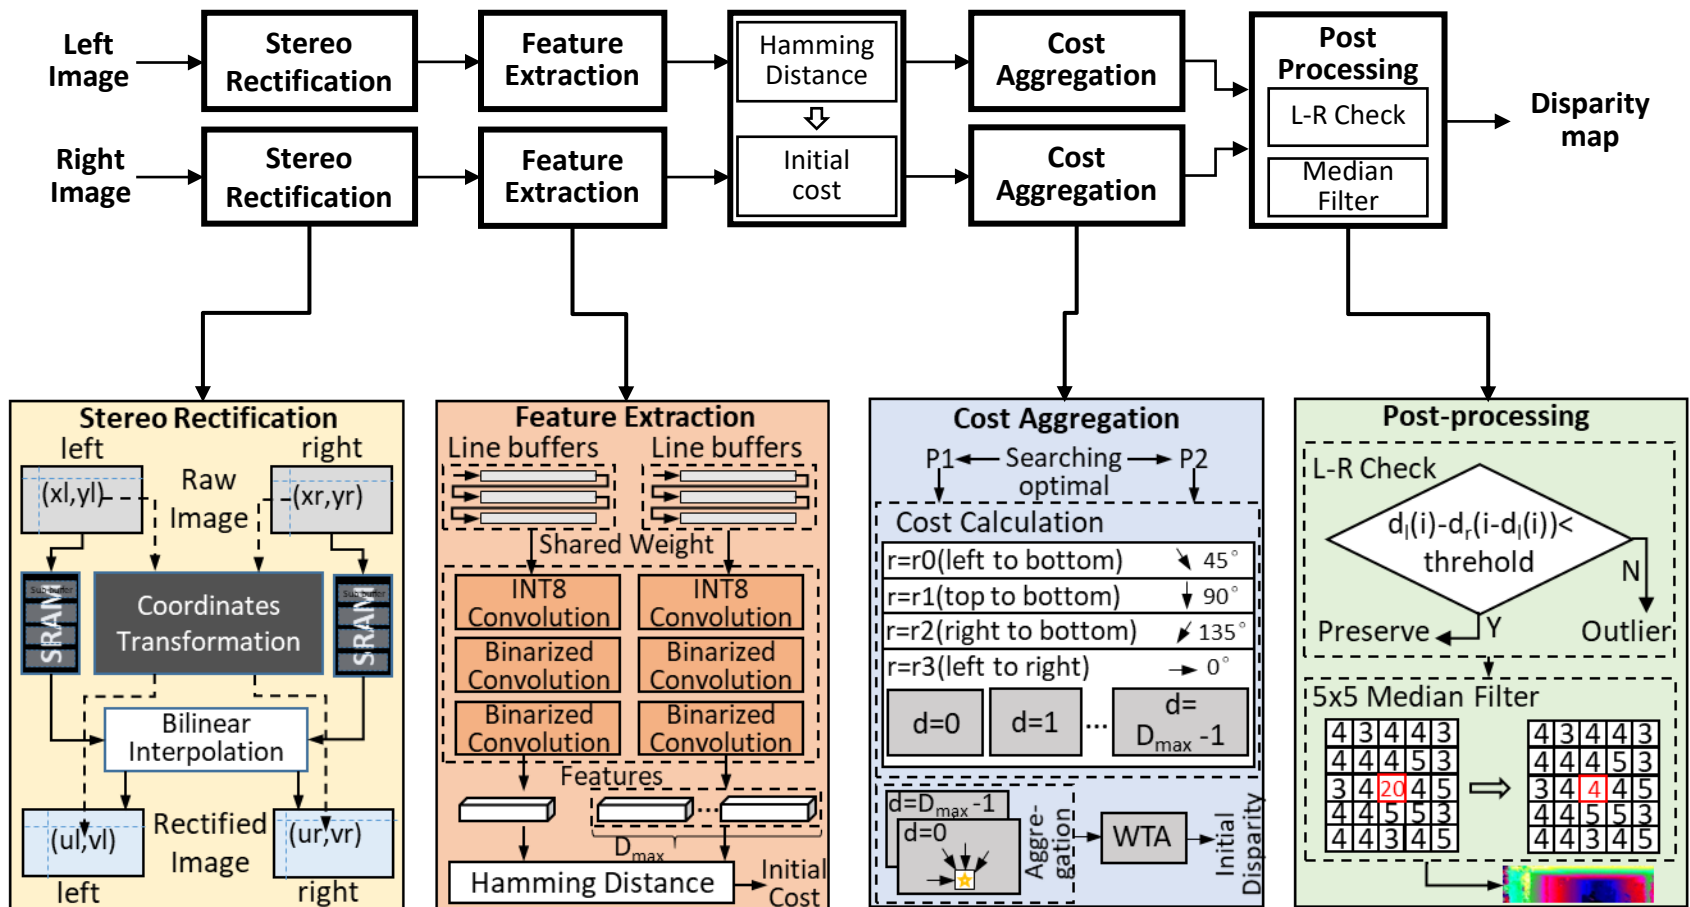 Left
Image
Stereo
Rectification
Feature
Extraction
Hamming
Distance
Cost
Aggregation
Post
Processing
L-R Check
Median
Filter
Disparity
map
Right
Image
Stereo
Rectification
Feature
Extraction
Initial
cost
Cost
Aggregation
Stereo Rectification
left
right
(xl,yl)
Raw
Image
(xr,yr)
Sub buffer
SRAM
Coordinates
Transformation
Sub buffer
SRAM
Bilinear
Interpolation
(ul,vl)
Rectified
Image
(ur,vr)
left
right
Feature Extraction
Line buffers
Line buffers
Shared Weight
INT8
Convolution
INT8
Convolution
Binarized
Convolution
Binarized
Convolution
Binarized
Convolution
Binarized
Convolution
Features
...
Dmax
Hamming Distance
Initial
Cost
Cost Aggregation
P1
Searching
optimal
P2
Cost Calculation
r=r0(left to bottom) 45°
r=r1(top to bottom) 90°
r=r2(right to bottom) 135°
r=r3(left to right) 0°
d=0
d=1
...
d=
Dmax -1
d=Dmax -1
d=0
Aggre-
gation
WTA
Initial
Disparity
Post-processing
L-R Check
dl(i)-dr(i-dl(i))<
threhold
N
Y
Preserve
Outlier
5x5 Median Filter
4 3 4 4 3
4 4 4 5 3
3 4 20 4 5
4 4 5 5 3
4 4 3 4 5
4 3 4 4 3
4 4 4 5 3
3 4 4 4 5
4 4 5 5 3
4 4 3 4 5